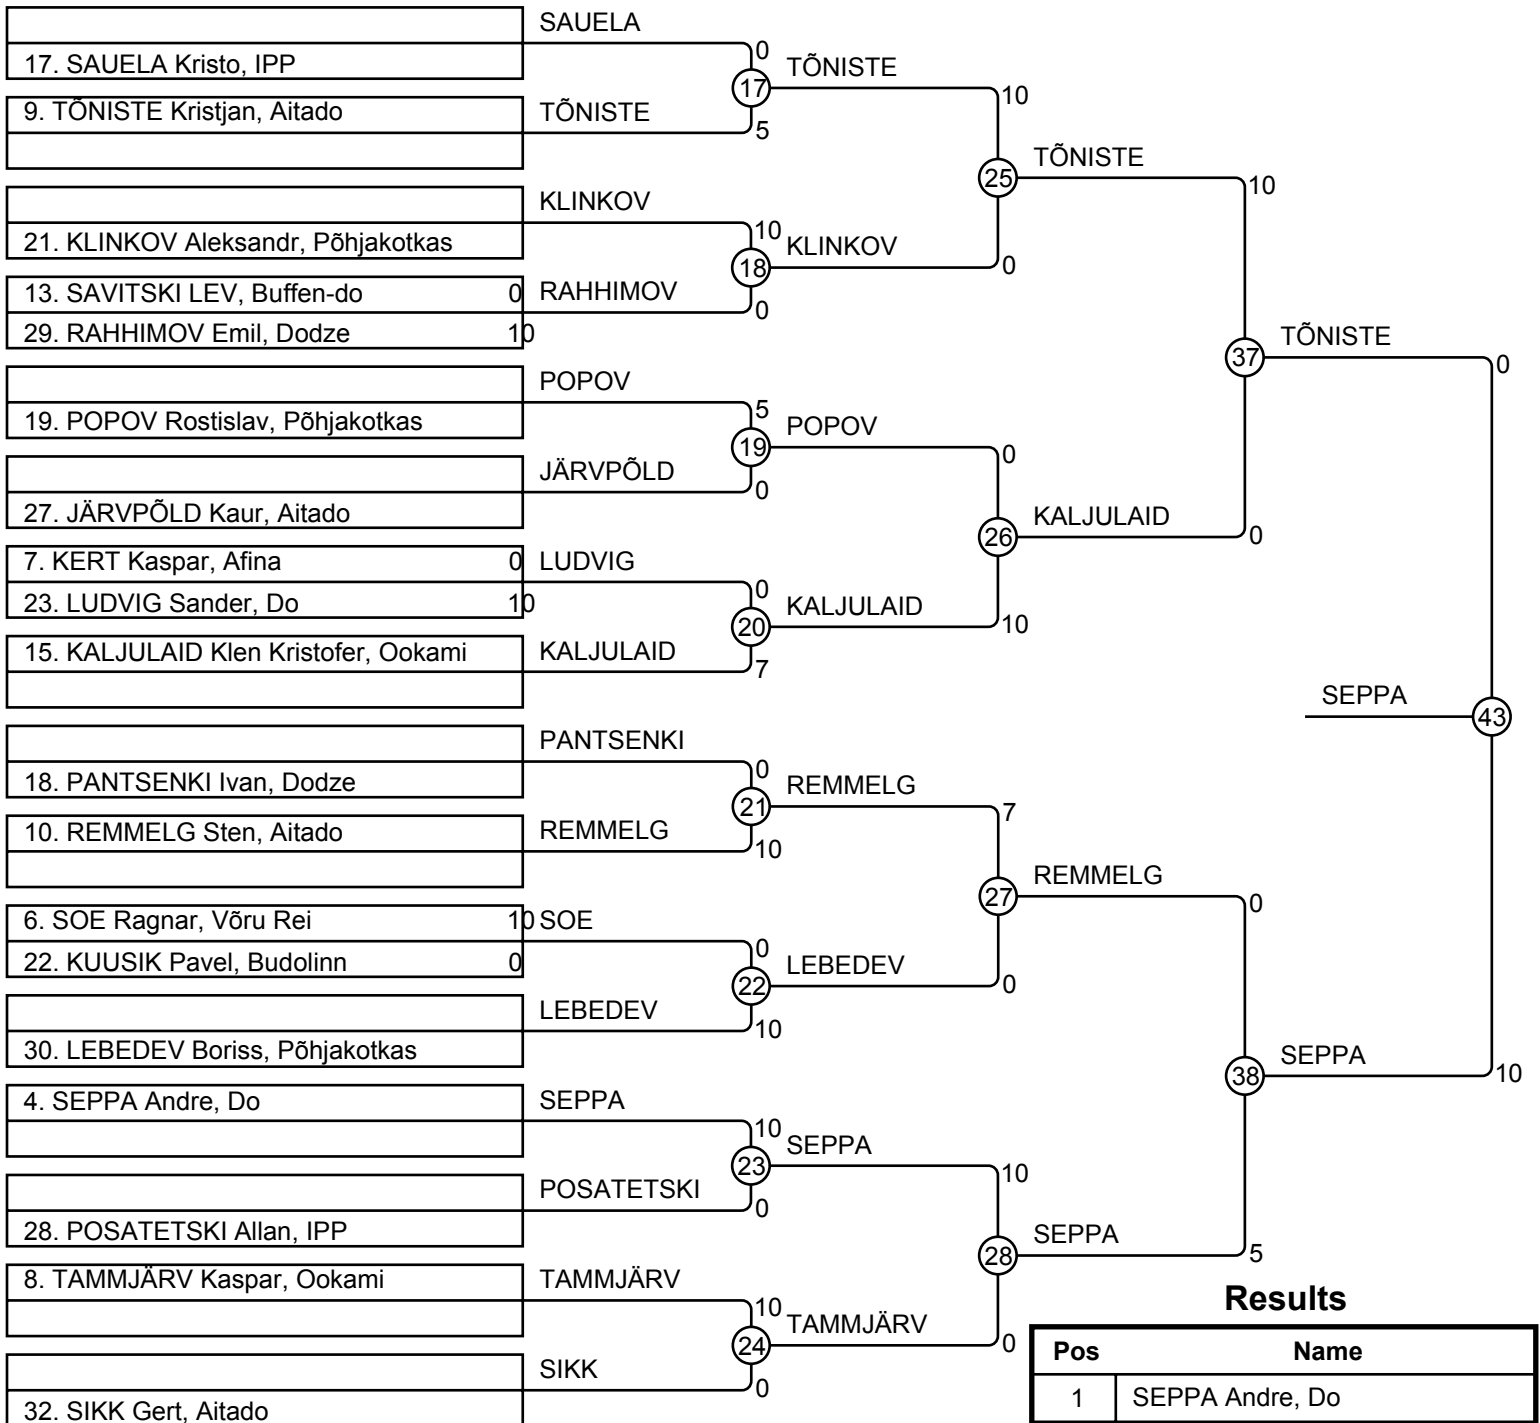 SAUELA
17. SAUELA Kristo, IPP
0
17
TÕNISTE
9. TÕNISTE Kristjan, Aitado
TÕNISTE
5
10
25
TÕNISTE
KLINKOV
21. KLINKOV Aleksandr, Põhjakotkas
10
18
KLINKOV
0
10
13. SAVITSKI LEV, Buffen-do 0
RAHHIMOV
0
29. RAHHIMOV Emil, Dodze 10
37
TÕNISTE
0
POPOV
19. POPOV Rostislav, Põhjakotkas
5
19
POPOV
0
JÄRVPÕLD
0
27. JÄRVPÕLD Kaur, Aitado
26
KALJULAID
0
7. KERT Kaspar, Afina 0
LUDVIG
0
23. LUDVIG Sander, Do 10
20
KALJULAID
10
15. KALJULAID Klen Kristofer, Ookami
KALJULAID
7
SEPPA
43
PANTSENKI
18. PANTSENKI Ivan, Dodze
0
21
REMMELG
7
10. REMMELG Sten, Aitado
REMMELG
10
27
REMMELG
0
6. SOE Ragnar, Võru Rei 10
SOE
0
22. KUUSIK Pavel, Budolinn 0
22
LEBEDEV
0
LEBEDEV
10
30. LEBEDEV Boriss, Põhjakotkas
38
SEPPA
10
4. SEPPA Andre, Do
SEPPA
10
23
SEPPA
10
POSATETSKI
0
28. POSATETSKI Allan, IPP
28
SEPPA
5
8. TAMMJÄRV Kaspar, Ookami
TAMMJÄRV
10
24
TAMMJÄRV
0
SIKK
0
32. SIKK Gert, Aitado
Results
Pos Name
1 SEPPA Andre, Do